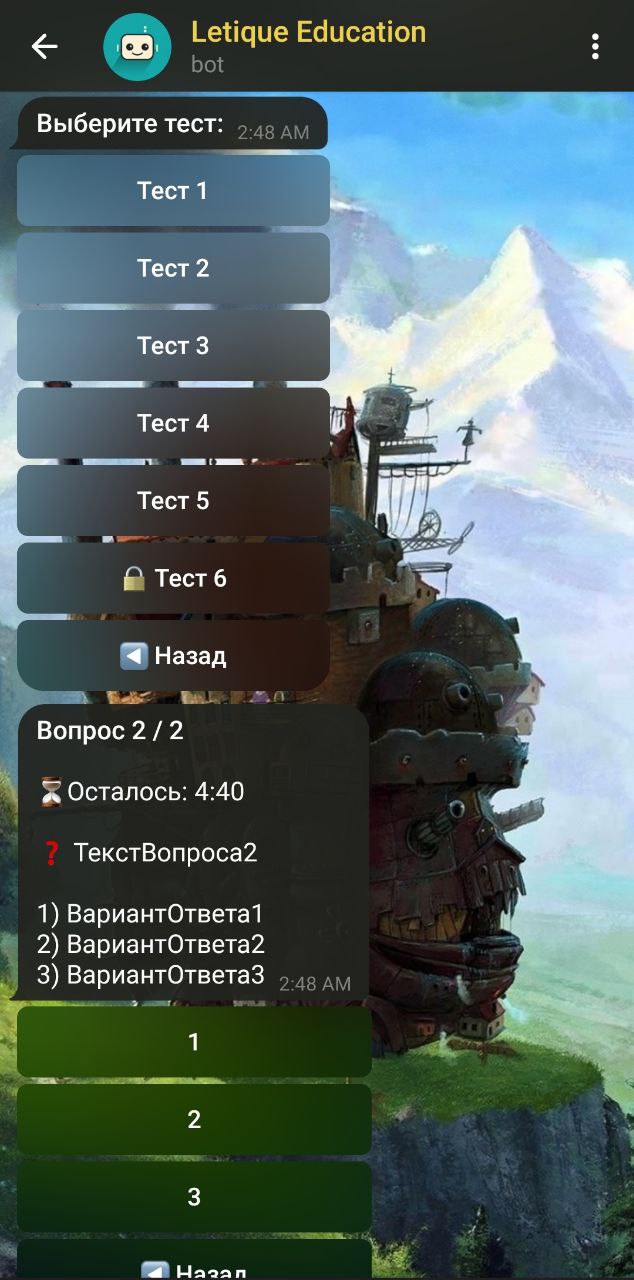 Letique Education
bot
Выберите тест: 2:48 AM
Тест 1
Тест 2
Тест 3
Тест 4
Тест 5
🔒 Тест 6
◀️ Назад
Вопрос 2 / 2
⏳Осталось: 4:40
❓ ТекстВопроса2
1) ВариантОтвета1
2) ВариантОтвета2
3) ВариантОтвета3 2:48 AM
1
2
3
◀️ Назад